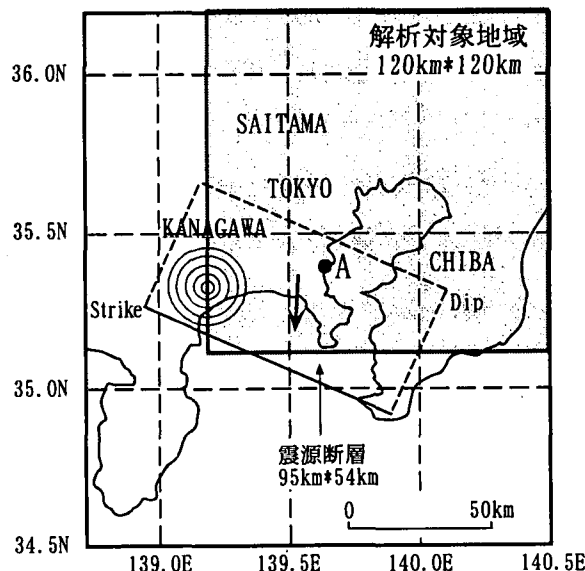 36.0N
解析対象地域
120km*120km
SAITAMA
TOKYO
35.5N
KANAGAWA
A
CHIBA
Strike
Dip
35.0N
震源断層
95km*54km
0 50km
34.5N
139.0E 139.5E 140.0E 140.5E